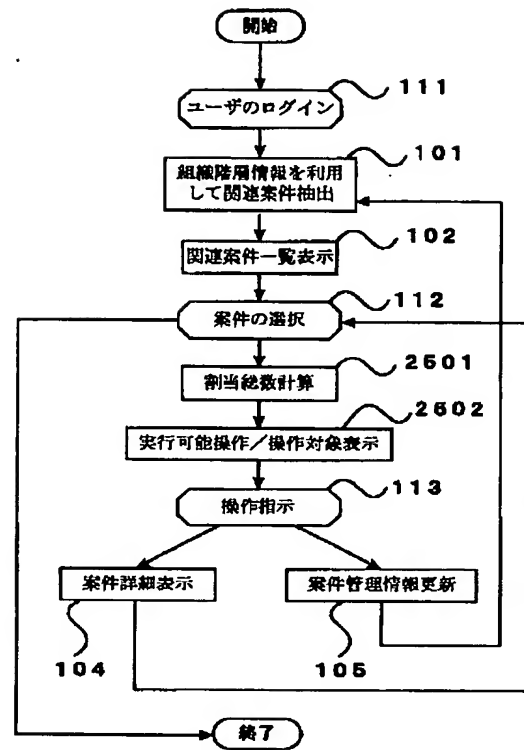 開始
ユーザのログイン
111
組織階層情報を利用
して関連案件抽出
101
関連案件一覧表示
102
案件の選択
112
割当総数計算
2601
実行可能操作／操作対象表示
2602
操作指示
113
案件詳細表示
104
案件管理情報更新
105
終了